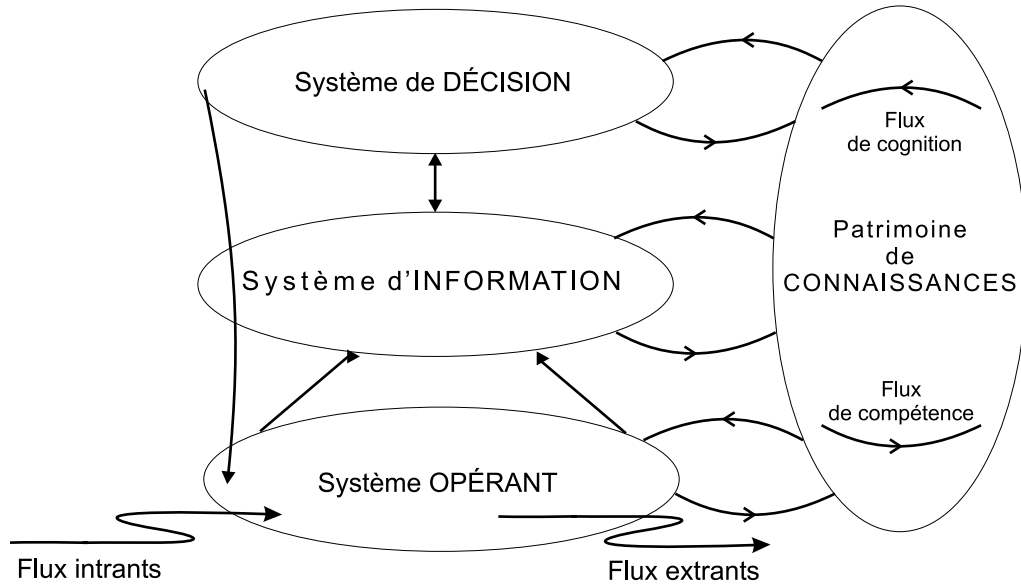 Système de DÉCISION
Flux
de cognition
Patrimoine
de
CONNAISSANCES
Système d'INFORMATION
Flux
de compétence
Système OPÉRANT
Flux intrants
Flux extrants